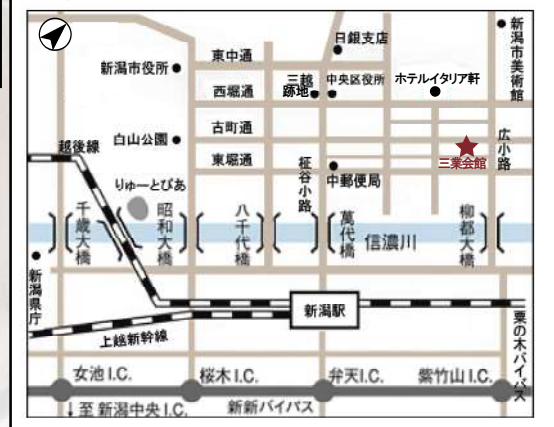 日銀支店
新潟市美術館
東中通
新潟市役所
三越
跡地
中央区役所
ホテルイタリア軒
西堀通
古町通
白山公園
越後線
東堀通
柾谷小路
中郵便局
三業会館
広小路
りゅーとぴあ
千歳大橋
昭和大橋
八千代橋
萬代橋
信濃川
柳都大橋
新潟県庁
新潟駅
上越新幹線
栗の木バイパス
女池I.C.
桜木I.C.
弁天I.C.
紫竹山I.C.
↓至 新潟中央I.C.
新新バイパス